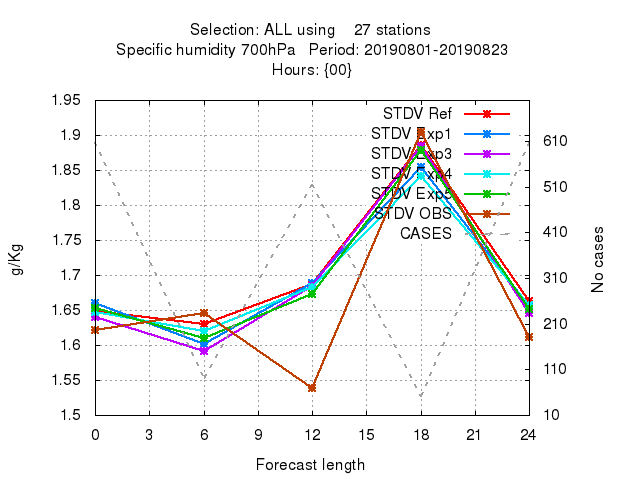 Selection: ALL using    27 stations
Specific humidity 700hPa   Period: 20190801-20190823
Hours: {00}
1.95
1.9
1.85
1.8
1.75
1.7
1.65
1.6
1.55
1.5
g/Kg
STDV Ref
STDV Exp1
STDV Exp3
STDV Exp4
STDV Exp5
STDV OBS
CASES
610
510
410
310
210
110
10
No cases
0 3 6 9 12 15 18 21 24
Forecast length